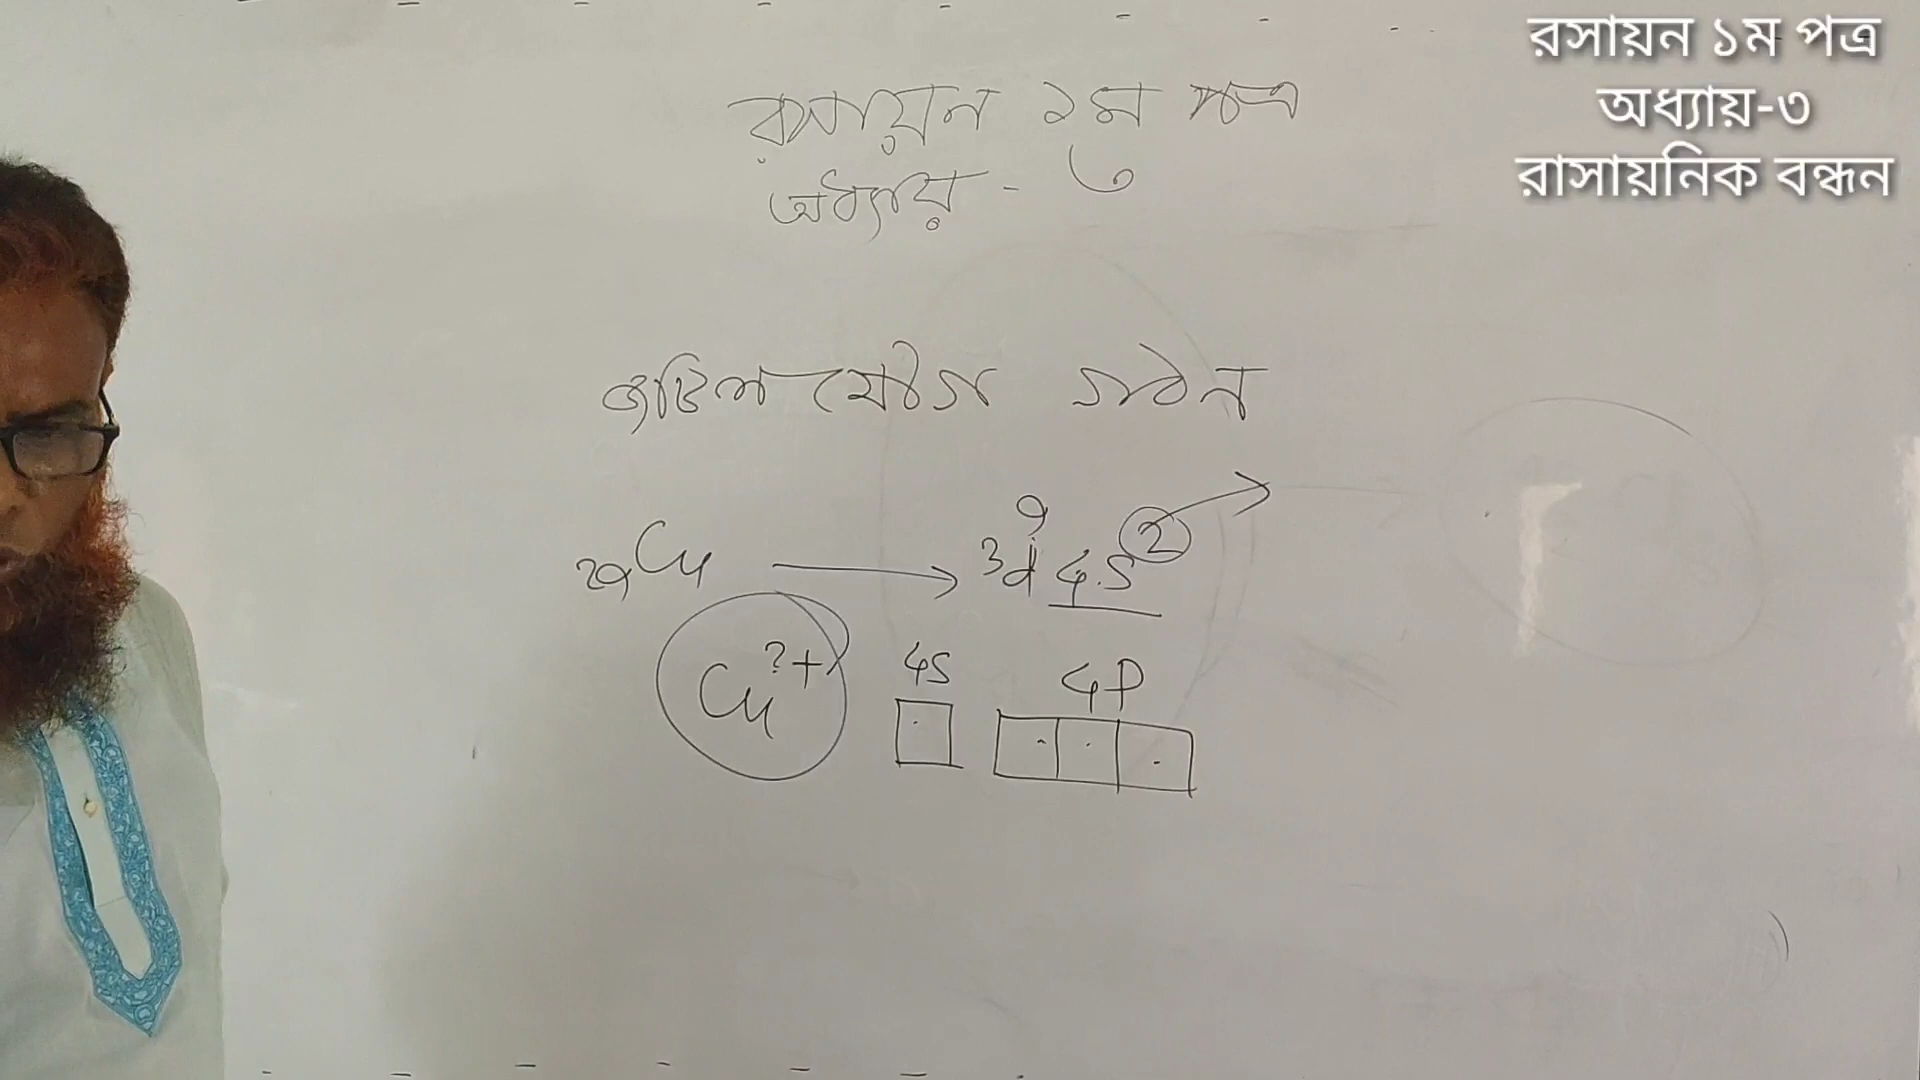 রসায়ন ১ম পত্র
অধ্যায়-৩
রাসায়নিক বন্ধন
রসায়ন ১ম পত্র
অধ্যায় - ৩
জটিল যৌগ গঠন
₂₉Cu ⟶ 3d⁹ 4s²
Cu²⁺ 4s 4p